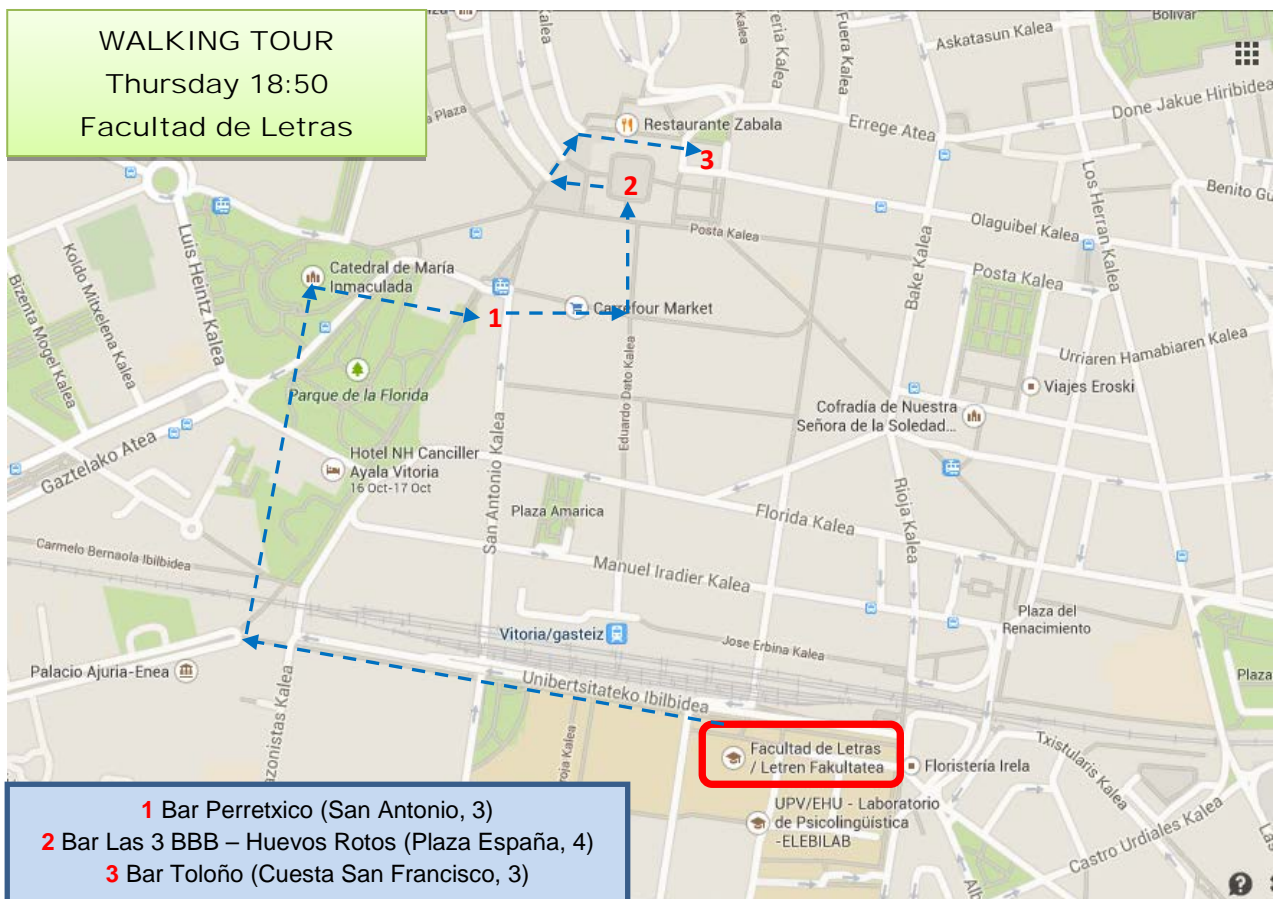 WALKING TOUR
Thursday 18:50
Facultad de Letras
Plaza
Kalea
Kalea
Kalea
Fuera Kalea
Askatasun Kalea
Bolivar
Done Jakue Hiribidea
Errege Atea
Restaurante Zabala
3
2
Los Herran Kalea
Olaguibel Kalea
Posta Kalea
Posta Kalea
Bake Kalea
Luis Heintz Kalea
Koldo Mitxelena Kalea
Bizenta Mogel Kalea
Catedral de María
Inmaculada
1
Carrefour Market
Urriaren Hamabiaren Kalea
Viajes Eroski
Parque de la Florida
Eduardo Dato Kalea
Cofradía de Nuestra
Señora de la Soledad...
Gaztelako Atea
Hotel NH Canciller
Ayala Vitoria
16 Oct-17 Oct
San Antonio Kalea
Plaza Amarica
Florida Kalea
Rioja Kalea
Carmelo Bernaola Ibilbidea
Manuel Iradier Kalea
Plaza del
Renacimiento
Vitoria/gasteiz
Jose Erbina Kalea
Palacio Ajuria-Enea
Plaza
Unibertsitateko Ibilbidea
Facultad de Letras
/ Letren Fakultatea
Floristería Irela
Txistularis Kalea
UPV/EHU - Laboratorio
de Psicolingüística
-ELEBILAB
Castro Urdiales Kalea
1 Bar Perretxico (San Antonio, 3)
2 Bar Las 3 BBB – Huevos Rotos (Plaza España, 4)
3 Bar Toloño (Cuesta San Francisco, 3)